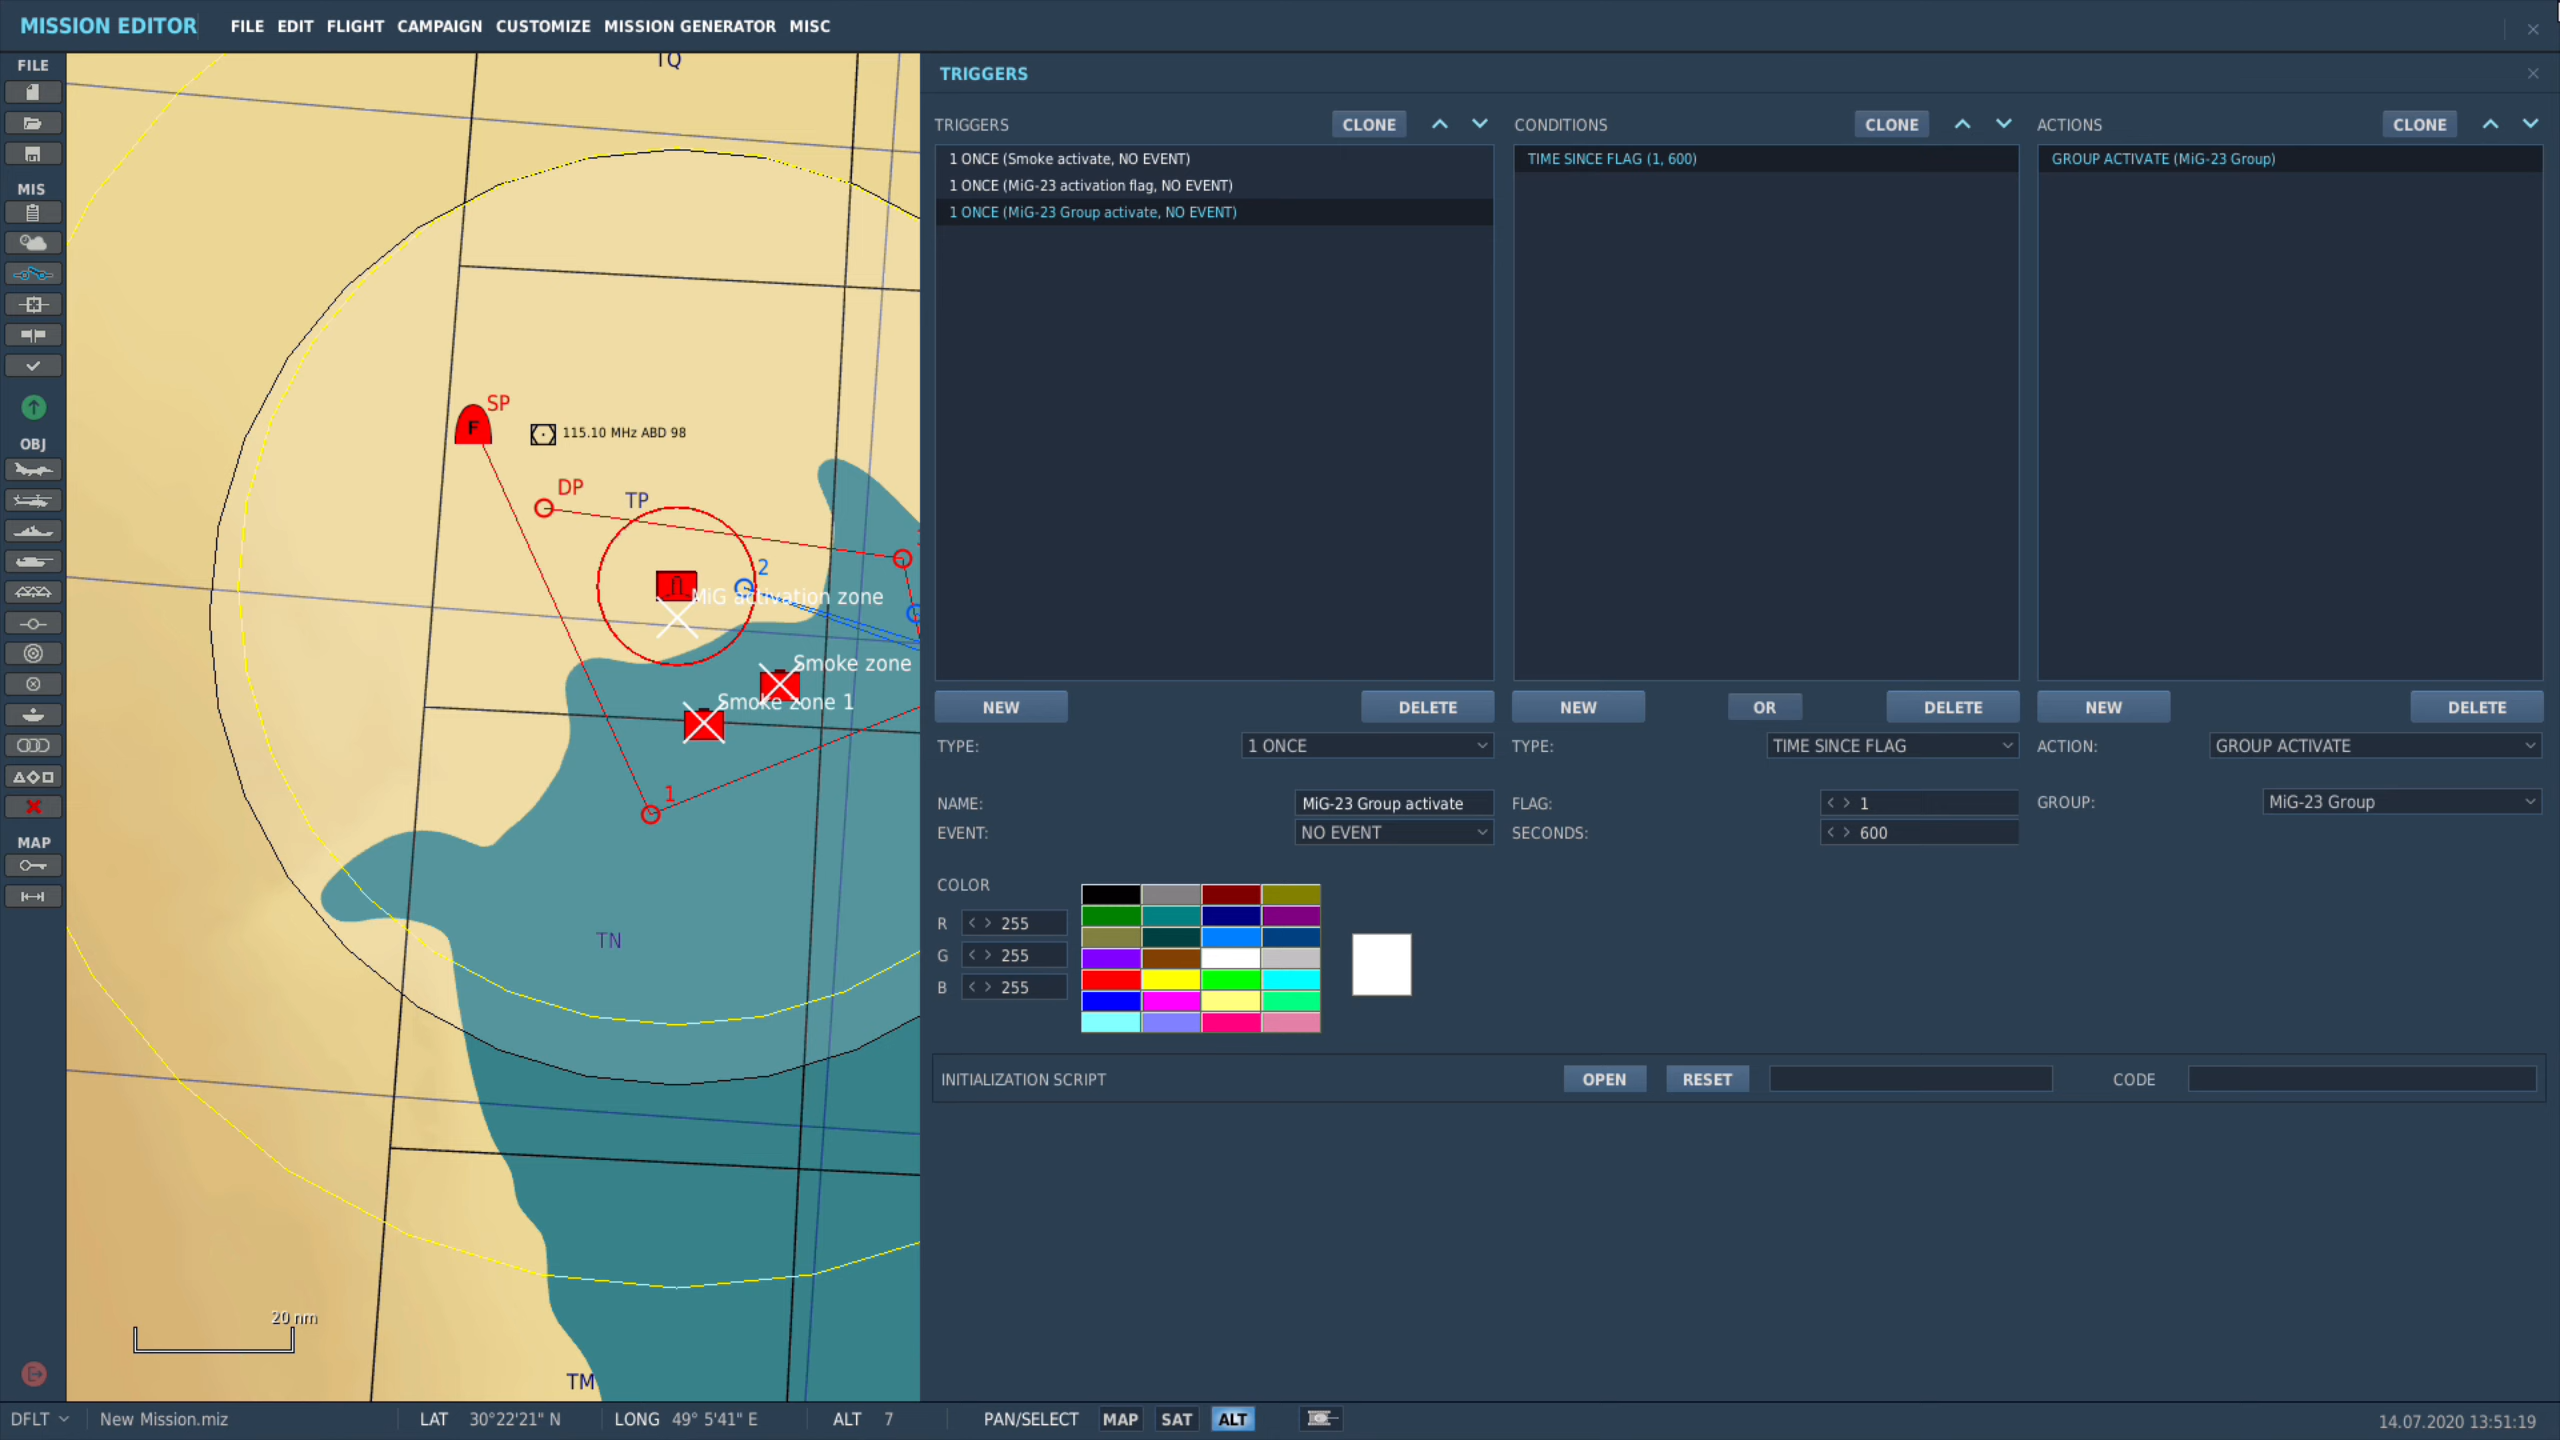 MISSION EDITOR FILE EDIT FLIGHT CAMPAIGN CUSTOMIZE MISSION GENERATOR MISC
FILE
MIS
OBJ
MAP
TQ
SP
F
115.10 MHz ABD 98
DP
TP
2
MiG activation zone
Smoke zone
Smoke zone 1
1
TN
20 nm
TM
TRIGGERS
TRIGGERS CLONE
1 ONCE (Smoke activate, NO EVENT)
1 ONCE (MiG-23 activation flag, NO EVENT)
1 ONCE (MiG-23 Group activate, NO EVENT)
NEW DELETE
TYPE: 1 ONCE
NAME: MiG-23 Group activate
EVENT: NO EVENT
COLOR
R 255
G 255
B 255
CONDITIONS CLONE
TIME SINCE FLAG (1, 600)
NEW OR DELETE
TYPE: TIME SINCE FLAG
FLAG: 1
SECONDS: 600
ACTIONS CLONE
GROUP ACTIVATE (MiG-23 Group)
NEW DELETE
ACTION: GROUP ACTIVATE
GROUP: MiG-23 Group
INITIALIZATION SCRIPT OPEN RESET CODE
DFLT New Mission.miz LAT 30°22'21" N LONG 49° 5'41" E ALT 7 PAN/SELECT MAP SAT ALT 14.07.2020 13:51:19